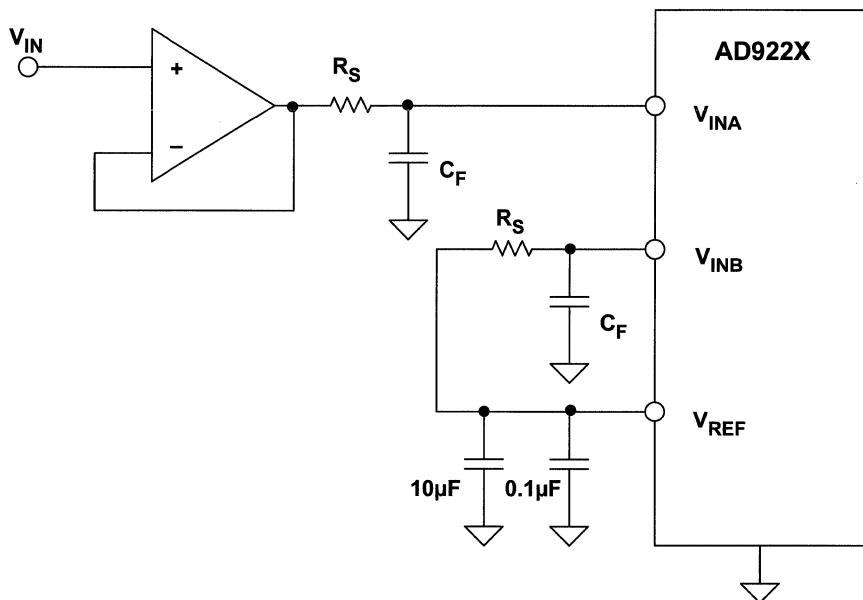 V_IN
AD922X
+
−
R_S
V_INA
C_F
R_S
V_INB
C_F
V_REF
10µF
0.1µF